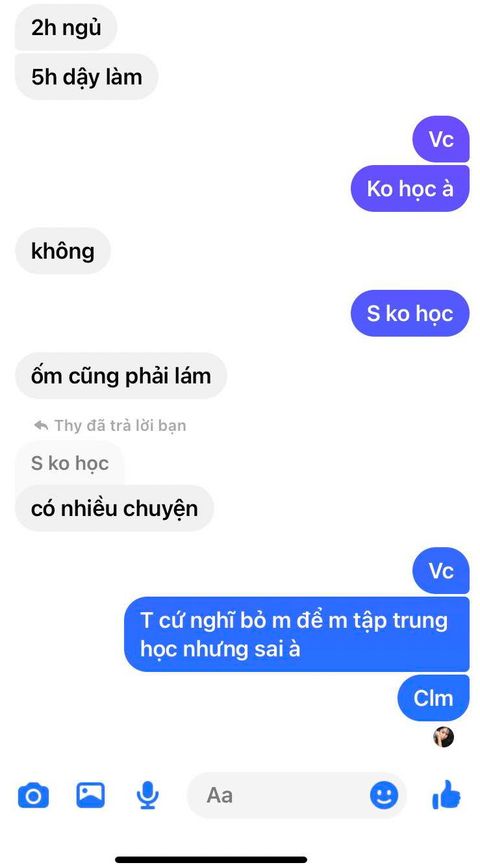 2h ngủ
5h dậy làm
Vc
Ko học à
không
S ko học
ốm cũng phải lám
Thy đã trả lời bạn
S ko học
có nhiều chuyện
Vc
T cứ nghĩ bỏ m để m tập trung
học nhưng sai à
Clm
Aa